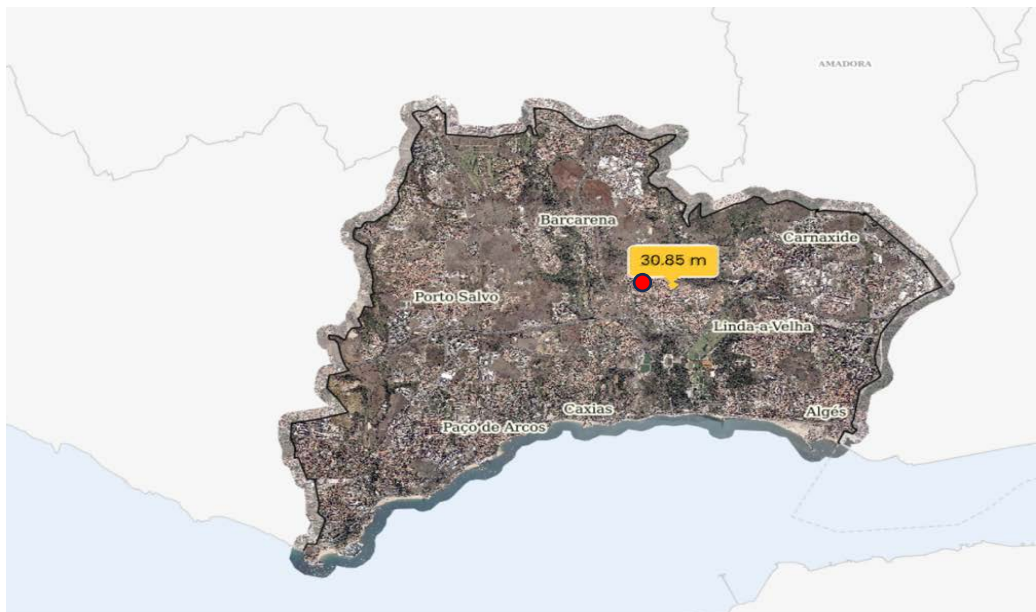 AMADORA
Barcarena
Carnaxide
30.85 m
Porto Salvo
Linda-a-Velha
Caxias
Algés
Paço de Arcos